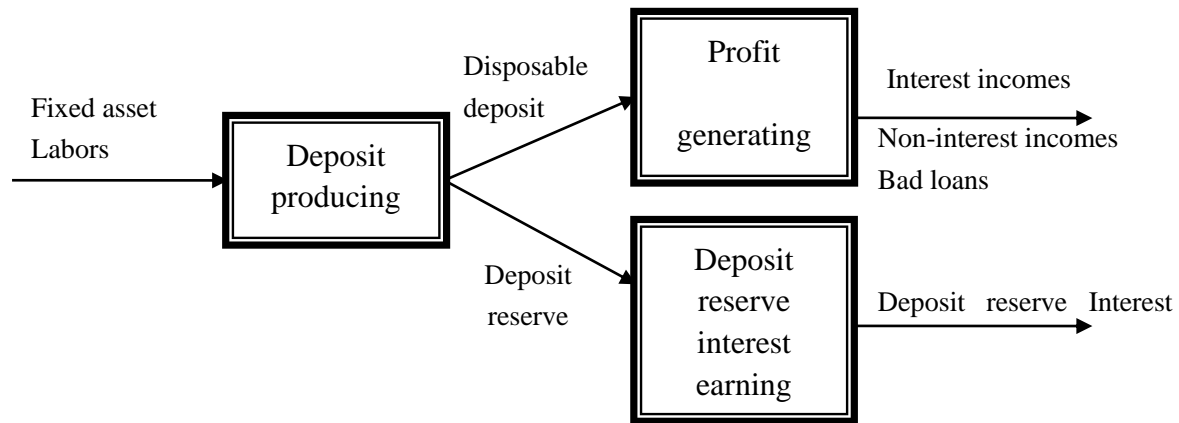 Fixed asset
Labors
Deposit
producing
Disposable
deposit
Deposit
reserve
Profit
generating
Interest incomes
Non-interest incomes
Bad loans
Deposit
reserve
interest
earning
Deposit reserve Interest